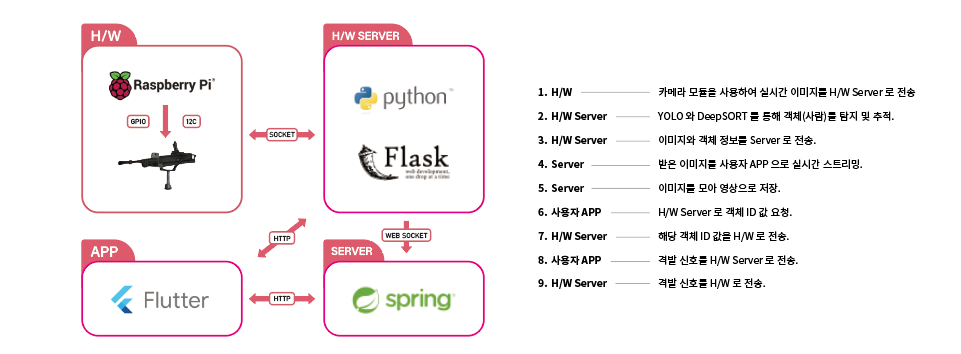 H/W
Raspberry Pi
GPIO
I2C
SOCKET
H/W SERVER
python™
Flask
web development,
one drop at a time
HTTP
WEB SOCKET
APP
Flutter
HTTP
SERVER
spring
1. H/W 카메라 모듈을 사용하여 실시간 이미지를 H/W Server 로 전송
2. H/W Server YOLO 와 DeepSORT 를 통해 객체(사람)를 탐지 및 추적.
3. H/W Server 이미지와 객체 정보를 Server 로 전송.
4. Server 받은 이미지를 사용자 APP 으로 실시간 스트리밍.
5. Server 이미지를 모아 영상으로 저장.
6. 사용자 APP H/W Server 로 객체 ID 값 요청.
7. H/W Server 해당 객체 ID 값을 H/W 로 전송.
8. 사용자 APP 격발 신호를 H/W Server 로 전송.
9. H/W Server 격발 신호를 H/W 로 전송.